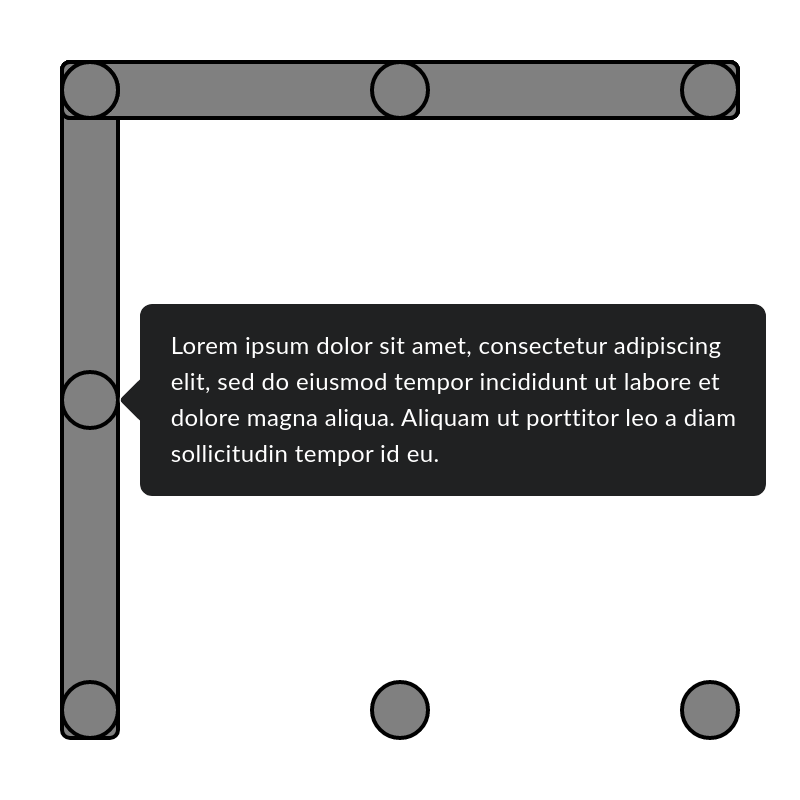 Lorem ipsum dolor sit amet, consectetur adipiscing
elit, sed do eiusmod tempor incididunt ut labore et
dolore magna aliqua. Aliquam ut porttitor leo a diam
sollicitudin tempor id eu.